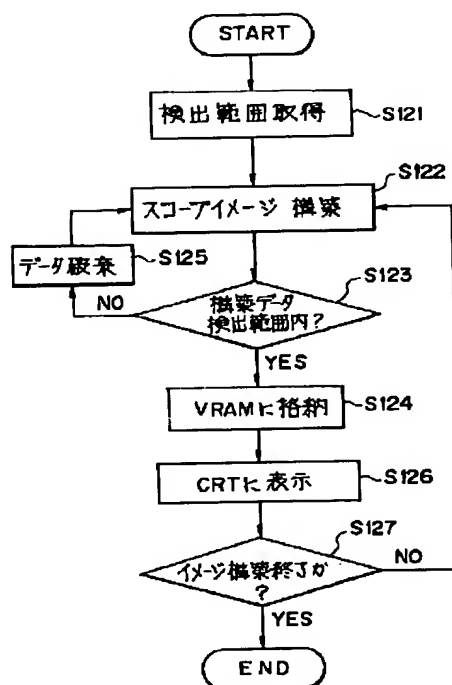 START
検出範囲取得
S121
スコープイメージ 構築
S122
データ破棄
S125
構築データ
検出範囲内?
S123
NO
YES
VRAMに格納
S124
CRTに表示
S126
イメージ構築終了か
?
S127
NO
YES
END